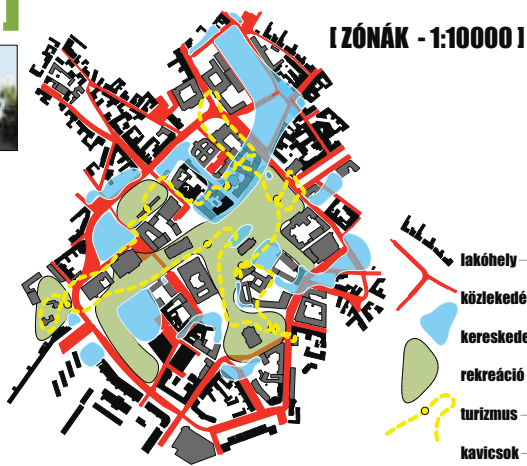 [ ZÓNÁK - 1:10000 ]
lakóhely
közlekedé
kereskede
rekreáció
turizmus
kavicsok